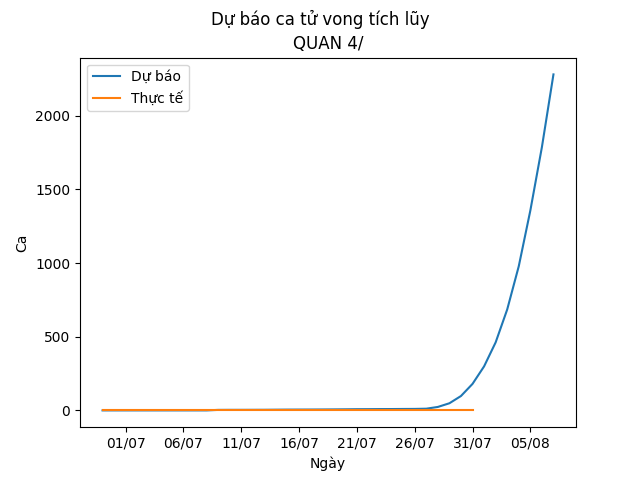 Dự báo ca tử vong tích lũy
QUAN 4/
Dự báo
Thực tế
2000
1500
1000
500
0
Ca
01/07 06/07 11/07 16/07 21/07 26/07 31/07 05/08
Ngày